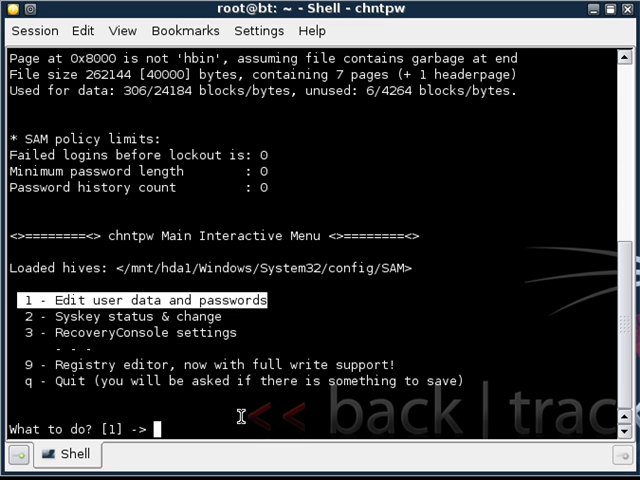 root@bt: ~ - Shell - chntpw
Session Edit View Bookmarks Settings Help
Page at 0x8000 is not 'hbin', assuming file contains garbage at end
File size 262144 [40000] bytes, containing 7 pages (+ 1 headerpage)
Used for data: 306/24184 blocks/bytes, unused: 6/4264 blocks/bytes.
* SAM policy limits:
Failed logins before lockout is: 0
Minimum password length        : 0
Password history count         : 0
<>========<> chntpw Main Interactive Menu <>========<>
Loaded hives: </mnt/hda1/Windows/System32/config/SAM>
1 - Edit user data and passwords
2 - Syskey status & change
3 - RecoveryConsole settings
- - -
9 - Registry editor, now with full write support!
q - Quit (you will be asked if there is something to save)
<< back | trac
What to do? [1] ->
Shell